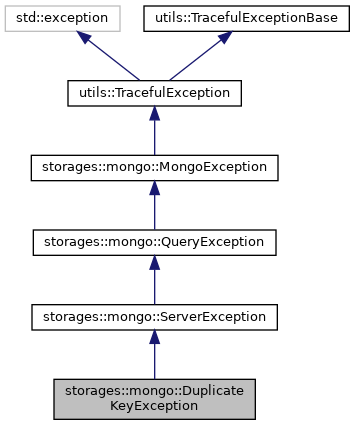 std::exception
utils::TracefulExceptionBase
utils::TracefulException
storages::mongo::MongoException
storages::mongo::QueryException
storages::mongo::ServerException
storages::mongo::Duplicate
KeyException